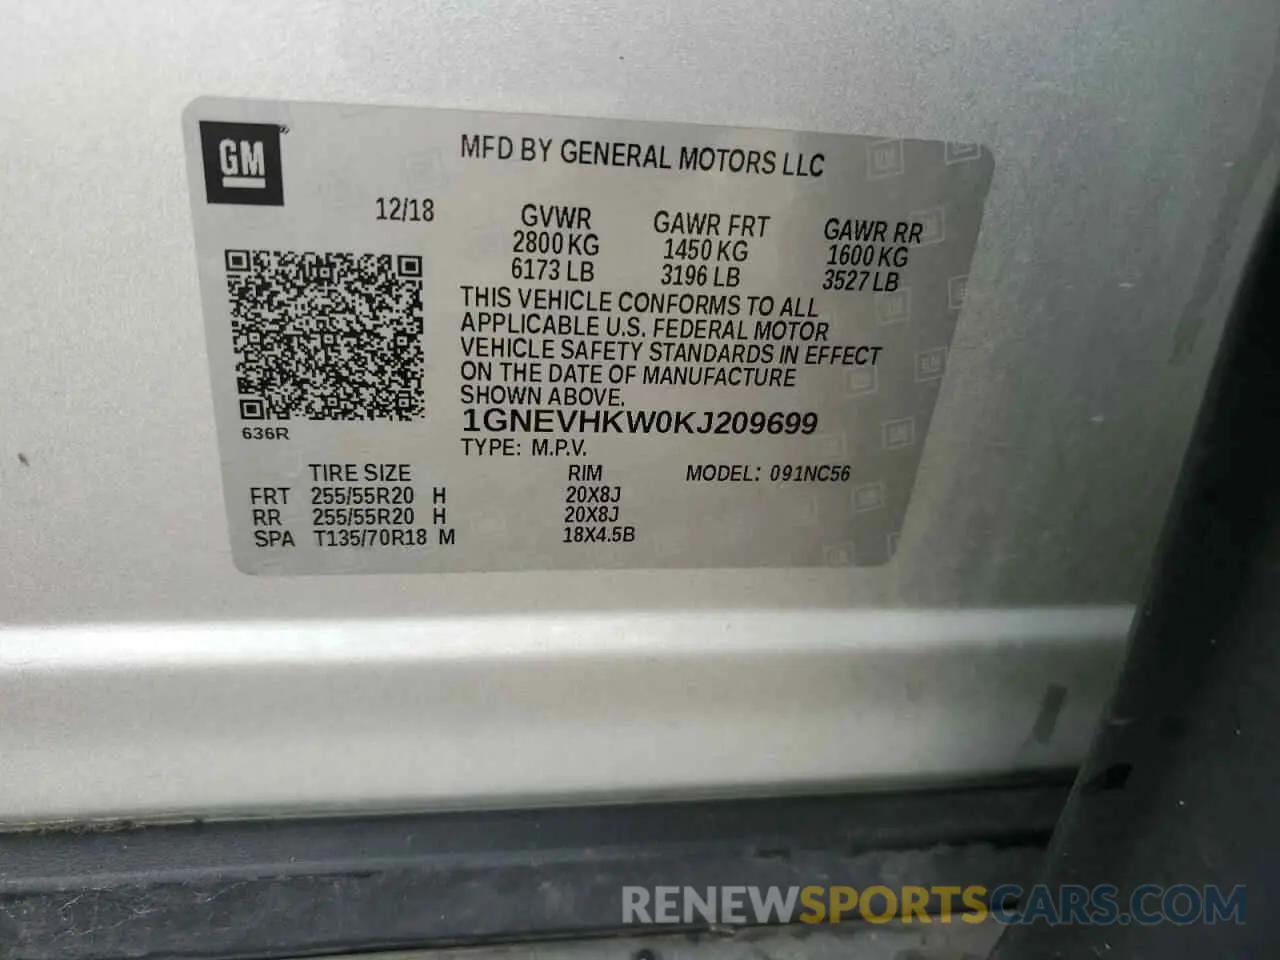 GM
MFD BY GENERAL MOTORS LLC
12/18
GVWR GAWR FRT GAWR RR
2800 KG 1450 KG 1600 KG
6173 LB 3196 LB 3527 LB
THIS VEHICLE CONFORMS TO ALL
APPLICABLE U.S. FEDERAL MOTOR
VEHICLE SAFETY STANDARDS IN EFFECT
ON THE DATE OF MANUFACTURE
SHOWN ABOVE.
1GNEVHKW0KJ209699
636R
TYPE: M.P.V.
TIRE SIZE RIM MODEL: 091NC56
FRT 255/55R20 H 20X8J
RR 255/55R20 H 20X8J
SPA T135/70R18 M 18X4.5B
RENEWSPORTSCARS.COM